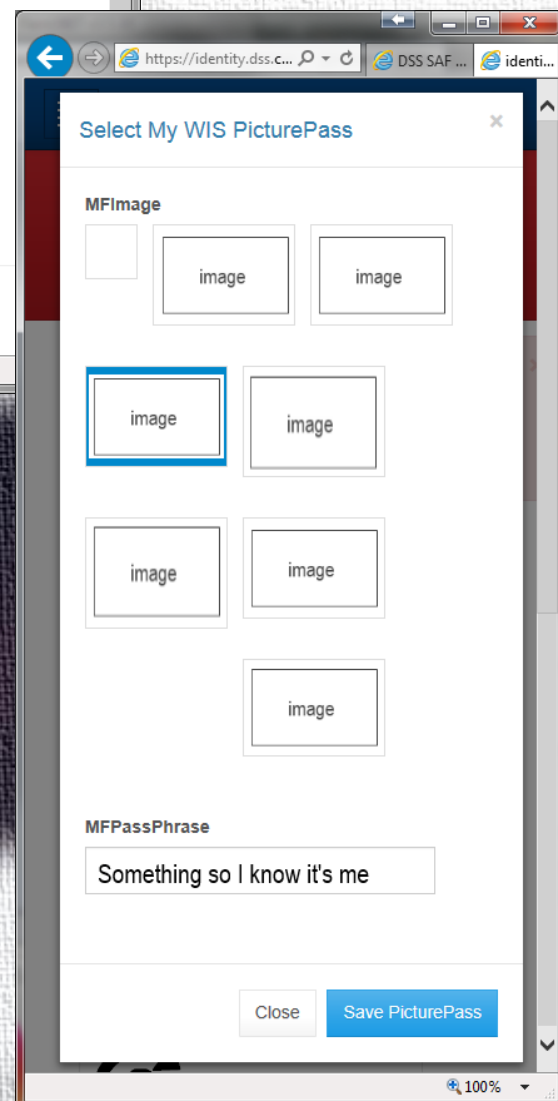 https://identity.dss.c...
DSS SAF ...
identi...
Select My WIS PicturePass
×
MFImage
image
image
image
image
image
image
image
MFPassPhrase
Something so I know it's me
Close
Save PicturePass
100%